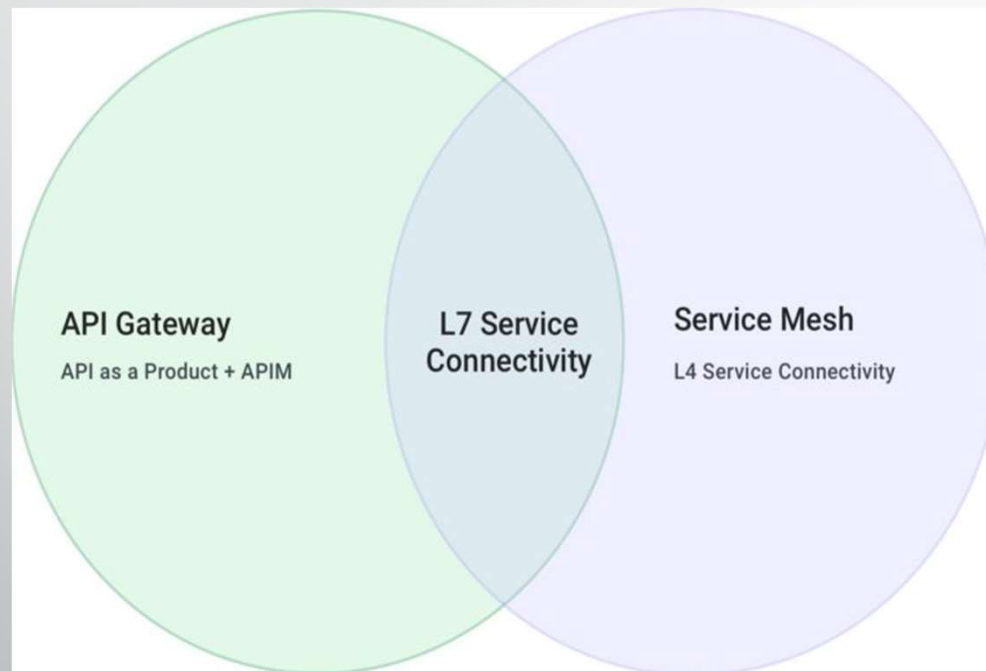 API Gateway
API as a Product + APIM
L7 Service
Connectivity
Service Mesh
L4 Service Connectivity